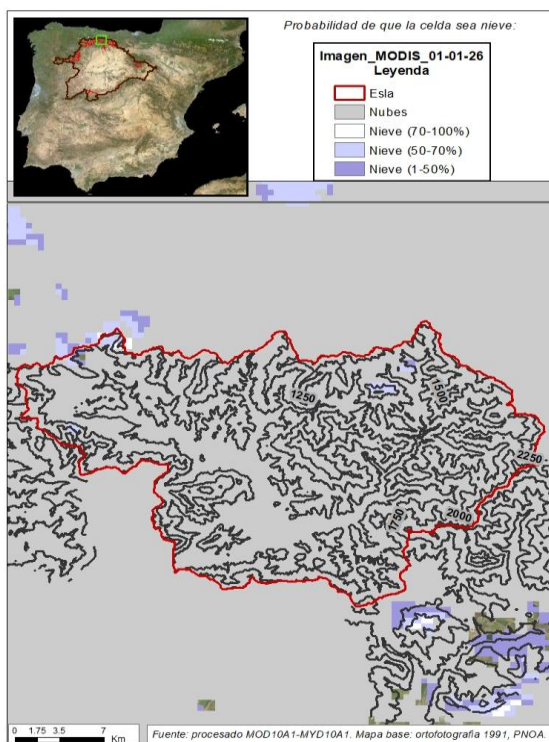 Probabilidad de que la celda sea nieve:
Imagen_MODIS_01-01-26
Leyenda
Esla
Nubes
Nieve (70-100%)
Nieve (50-70%)
Nieve (1-50%)
1250
1500
2250
2000
1750
0 1.75 3.5 7
Km
Fuente: procesado MOD10A1-MYD10A1. Mapa base: ortofotografia 1991, PNOA.